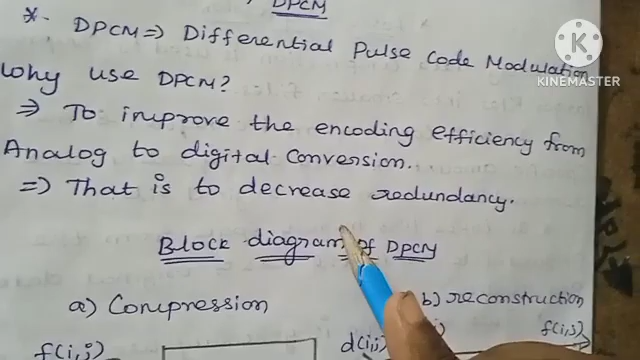 DPCM
* DPCM => Differential Pulse Code Modulation
Why use DPCM?
=> To improve the encoding efficiency from
Analog to digital conversion.
=> That is to decrease redundancy.
Block diagram of DPCM
a) Compression b) reconstruction
f(i,j) d(i,j) f(i,j)
KINEMASTER